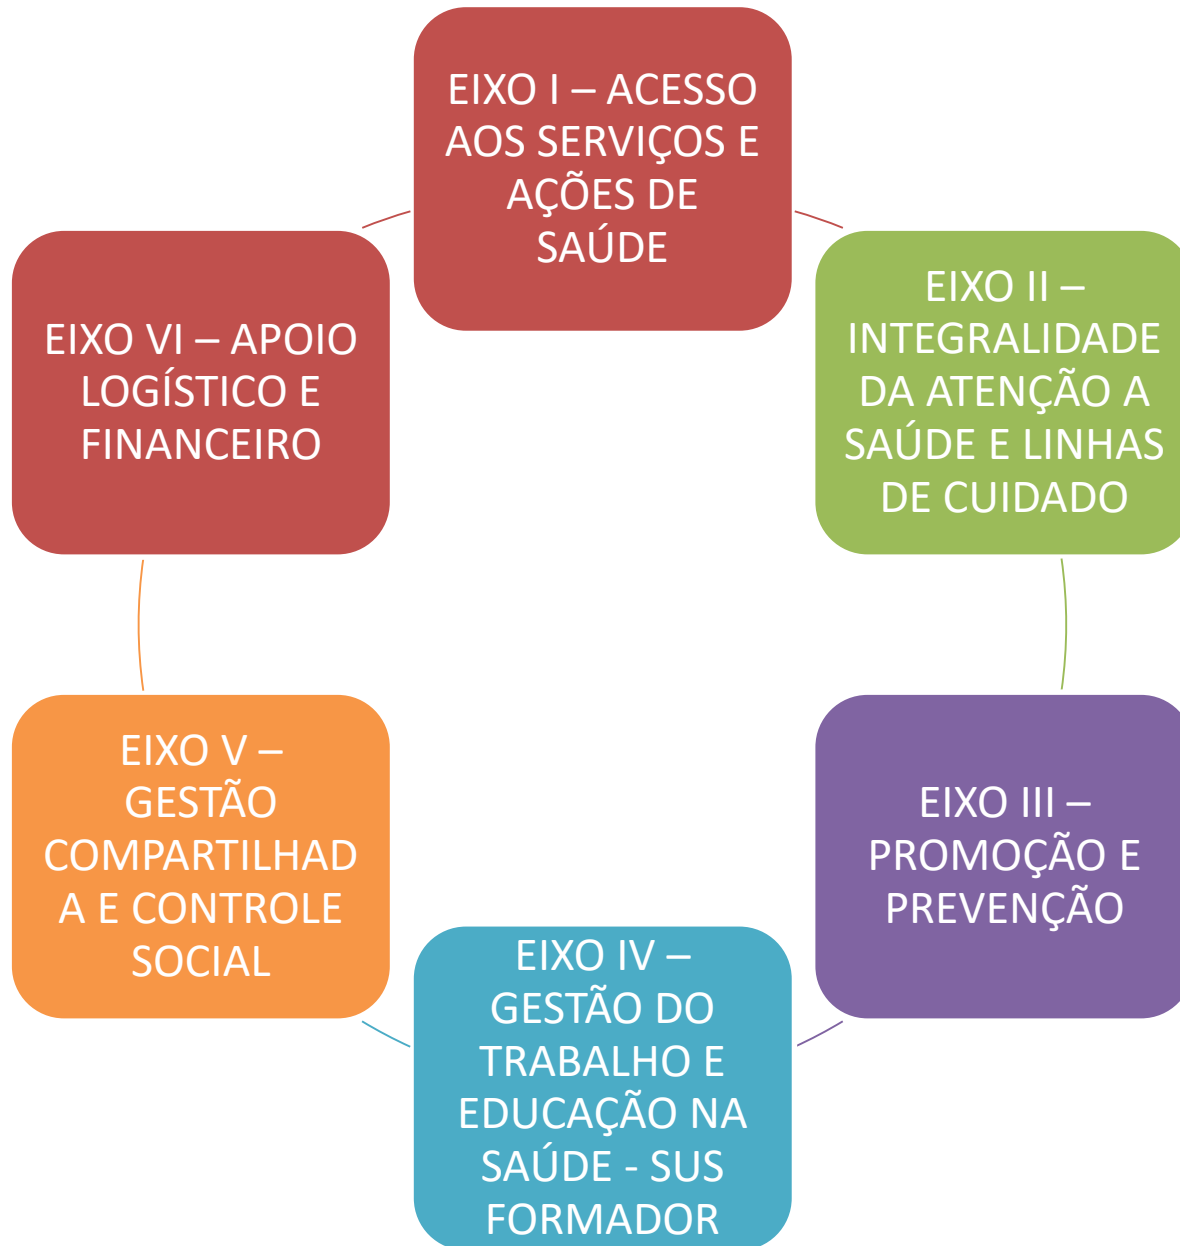 EIXO I – ACESSO
AOS SERVIÇOS E
AÇÕES DE
SAÚDE
EIXO II –
INTEGRALIDADE
DA ATENÇÃO A
SAÚDE E LINHAS
DE CUIDADO
EIXO III –
PROMOÇÃO E
PREVENÇÃO
EIXO IV –
GESTÃO DO
TRABALHO E
EDUCAÇÃO NA
SAÚDE - SUS
FORMADOR
EIXO V –
GESTÃO
COMPARTILHAD
A E CONTROLE
SOCIAL
EIXO VI – APOIO
LOGÍSTICO E
FINANCEIRO